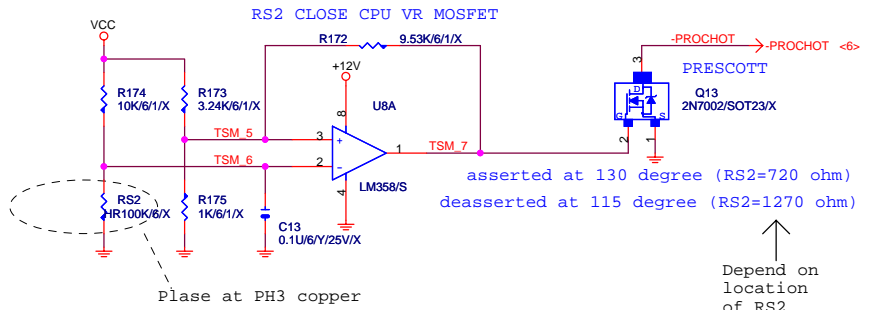 RS2 CLOSE CPU VR MOSFET
VCC
R172 9.53K/6/1/X
-PROCHOT -PROCHOT <6>
+12V
PRESCOTT
R174
10K/6/1/X
R173
3.24K/6/1/X
U8A
3
D
G
S
Q13
2N7002/SOT23/X
8
TSM_5 3 +
TSM_6 2 -
1 TSM_7
2
1
4
LM358/S
asserted at 130 degree (RS2=720 ohm)
deasserted at 115 degree (RS2=1270 ohm)
RS2
HR100K/6/X
R175
1K/6/1/X
C13
0.1U/6/Y/25V/X
Depend on
location
of RS2
Plase at PH3 copper